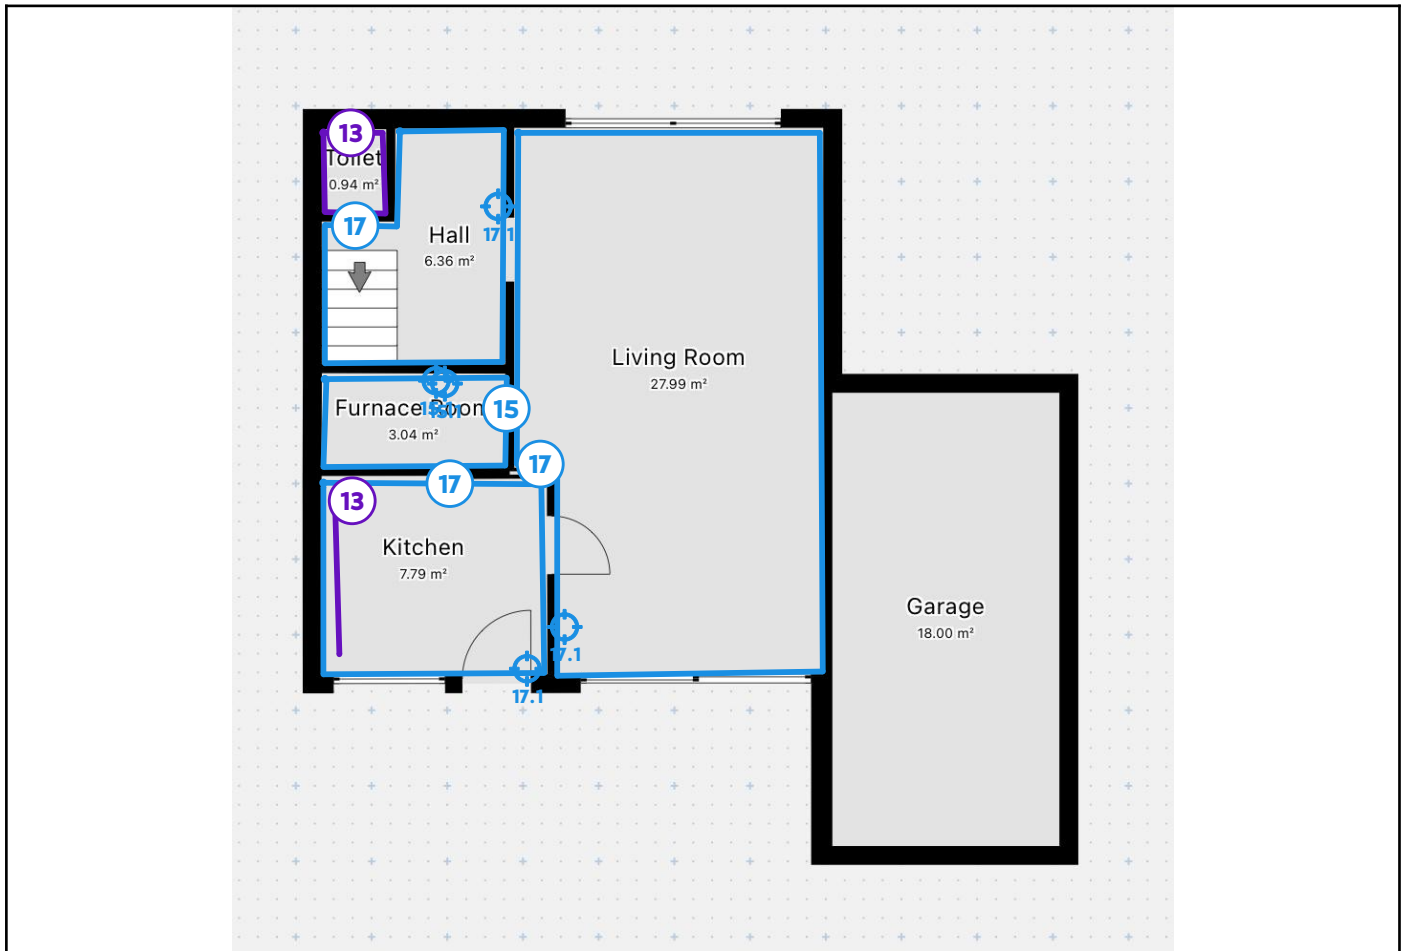 13
Toilet
0.94 m²
17
Hall
6.36 m²
17.1
Living Room
27.99 m²
Furnace Room
3.04 m²
15
17
17
13
Kitchen
7.79 m²
17.1
17.1
Garage
18.00 m²